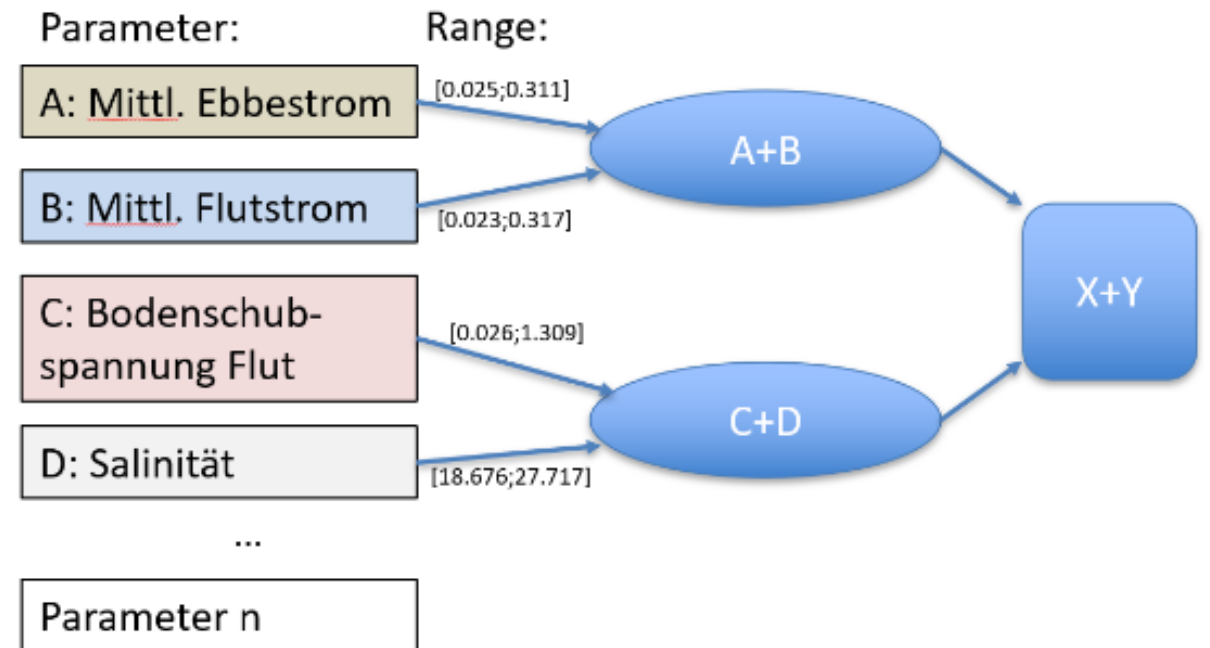 Parameter:
Range:
A: Mittl. Ebbestrom
[0.025;0.311]
A+B
B: Mittl. Flutstrom
[0.023;0.317]
X+Y
C: Bodenschub-
spannung Flut
[0.026;1.309]
C+D
D: Salinität
[18.676;27.717]
...
Parameter n